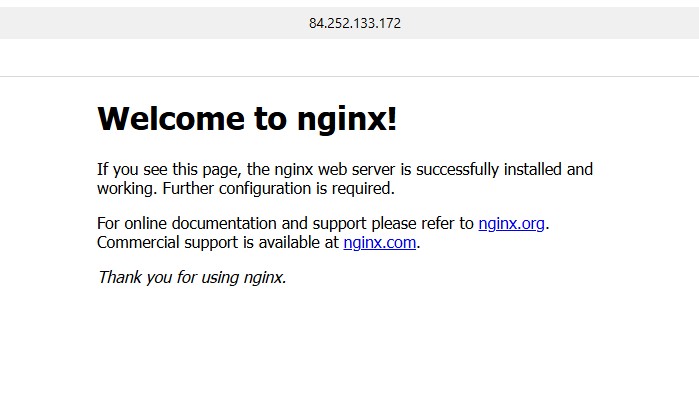 84.252.133.172
Welcome to nginx!
If you see this page, the nginx web server is successfully installed and
working. Further configuration is required.
For online documentation and support please refer to nginx.org.
Commercial support is available at nginx.com.
Thank you for using nginx.